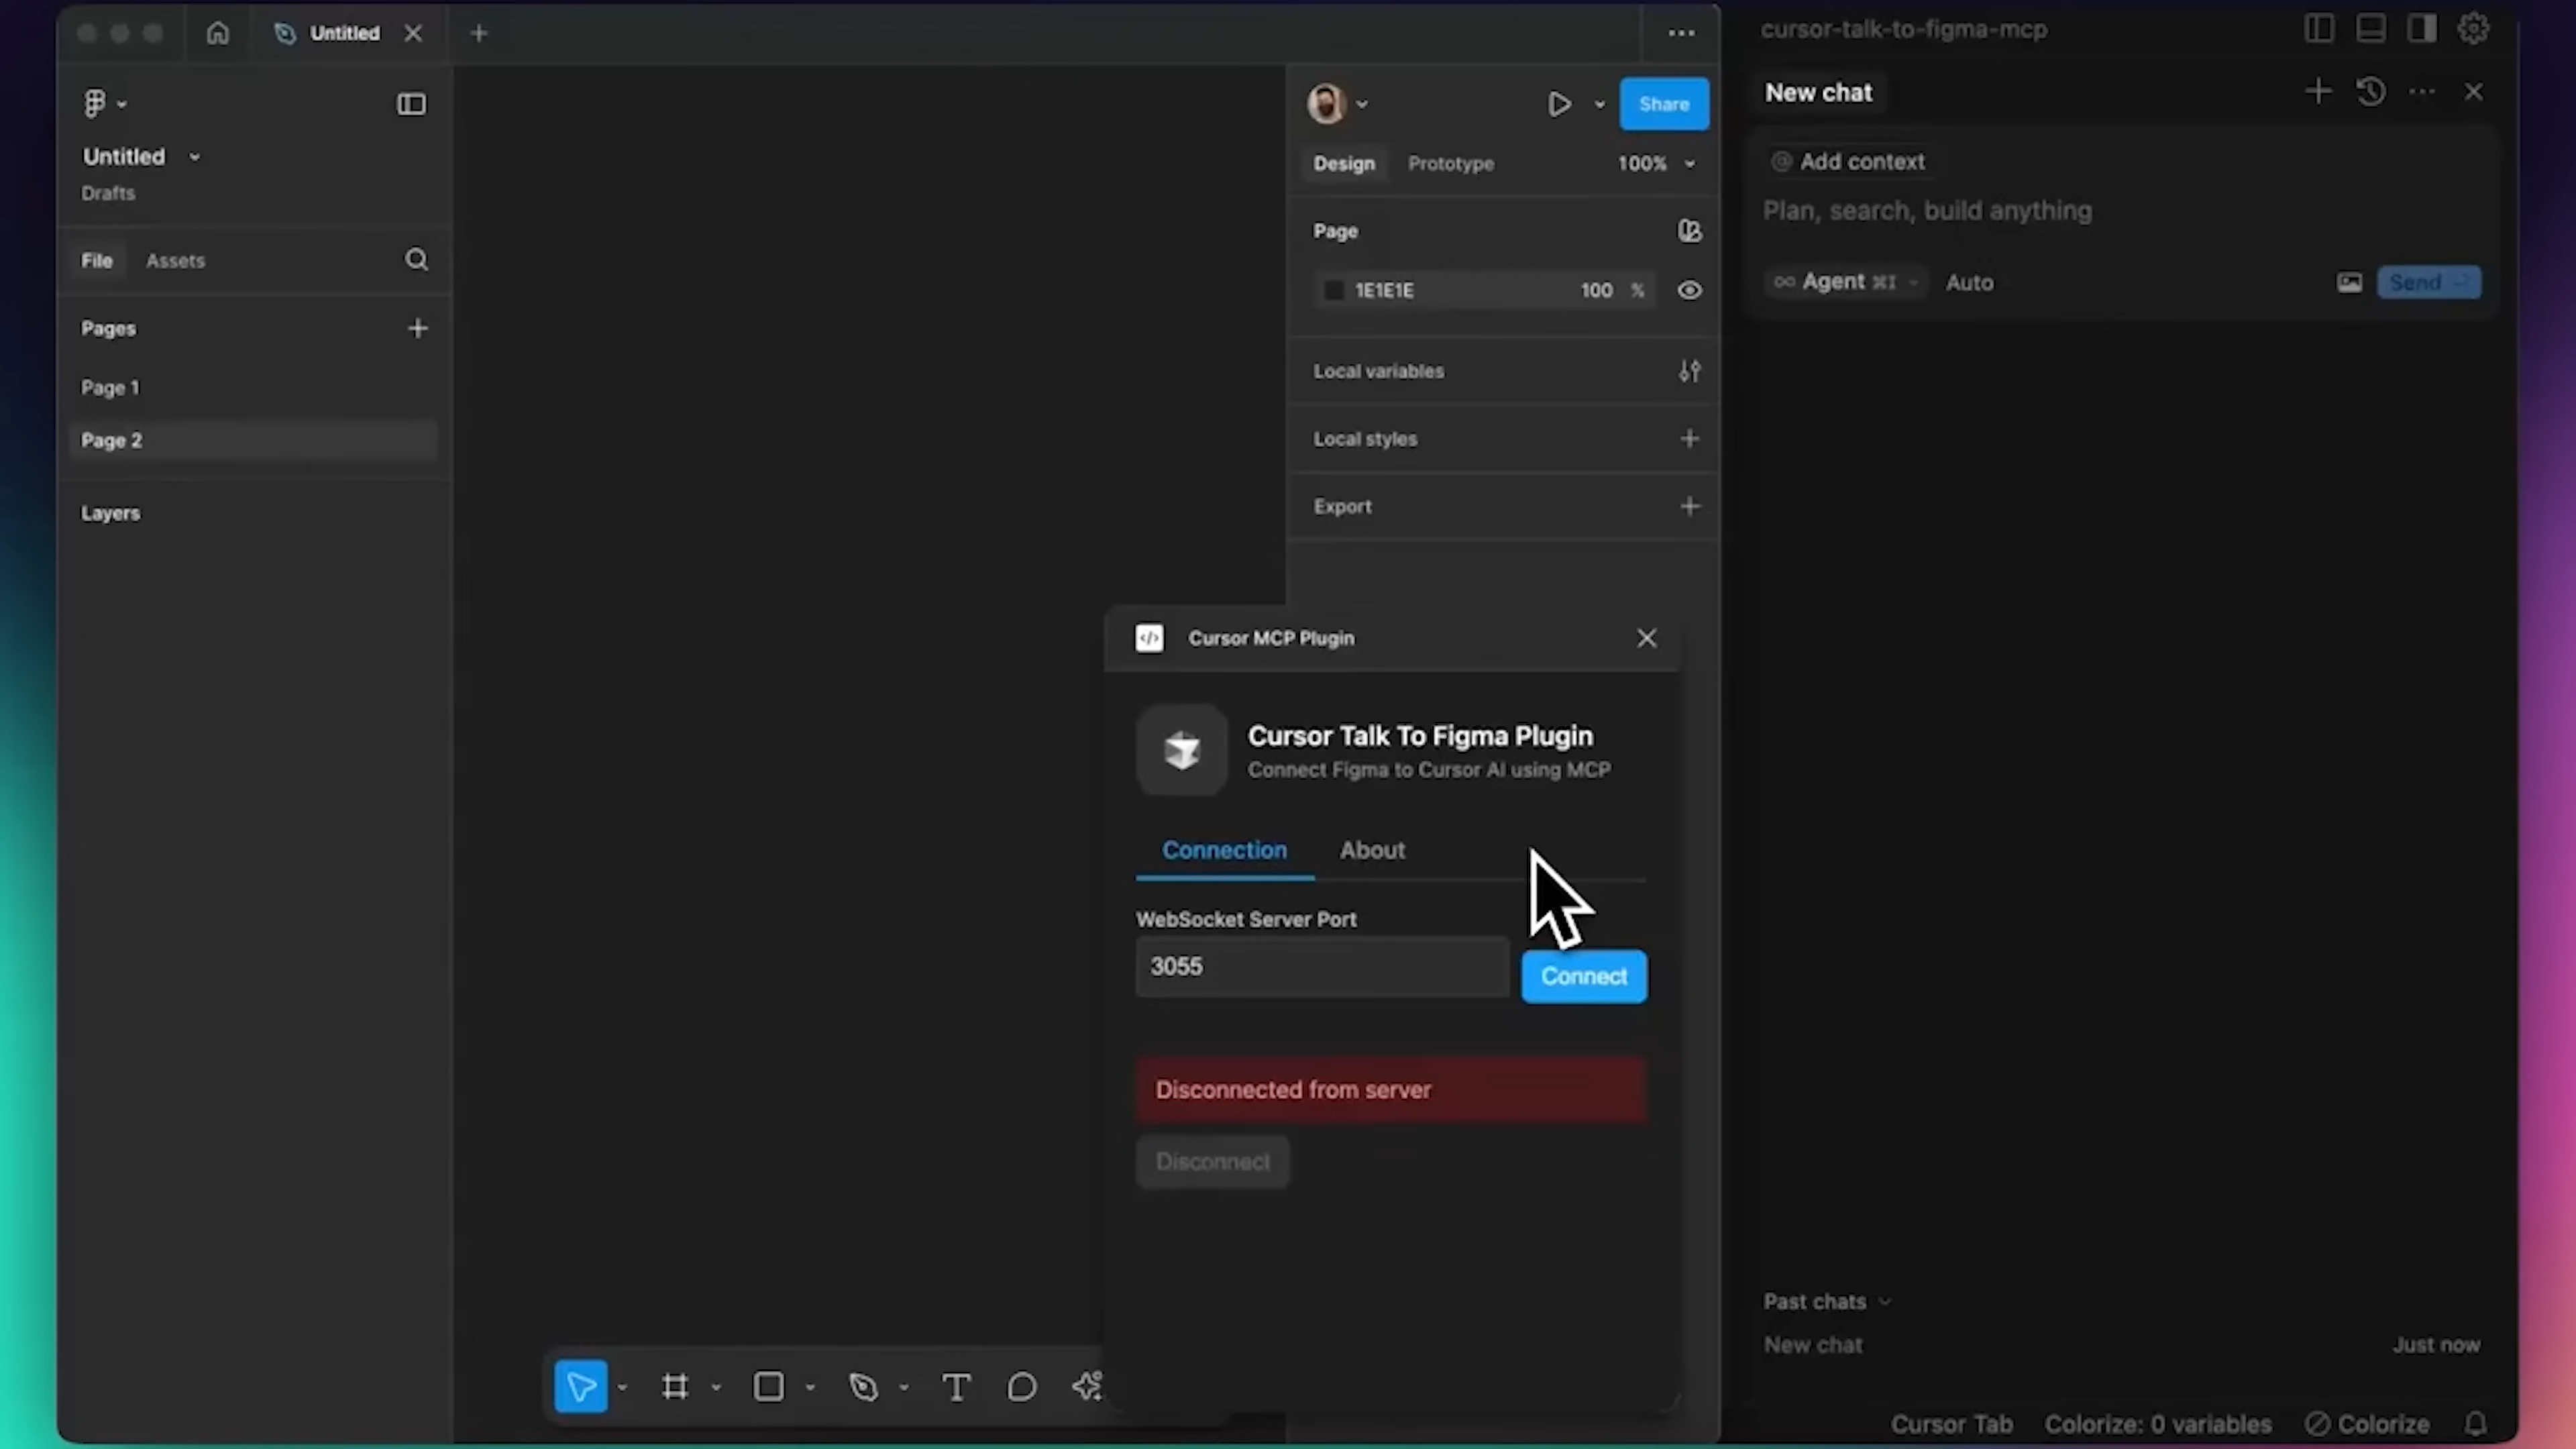 Untitled
cursor-talk-to-figma-mcp
Untitled
Drafts
File Assets
Pages
Page 1
Page 2
Layers
Share
Design Prototype 100%
Page
1E1E1E 100 %
Local variables
Local styles
Export
Cursor MCP Plugin
Cursor Talk To Figma Plugin
Connect Figma to Cursor AI using MCP
Connection About
WebSocket Server Port
3055
Connect
Disconnected from server
Disconnect
New chat
@ Add context
Plan, search, build anything
∞ Agent ⌘I Auto
Send
Past chats
New chat Just now
Cursor Tab Colorize: 0 variables Colorize